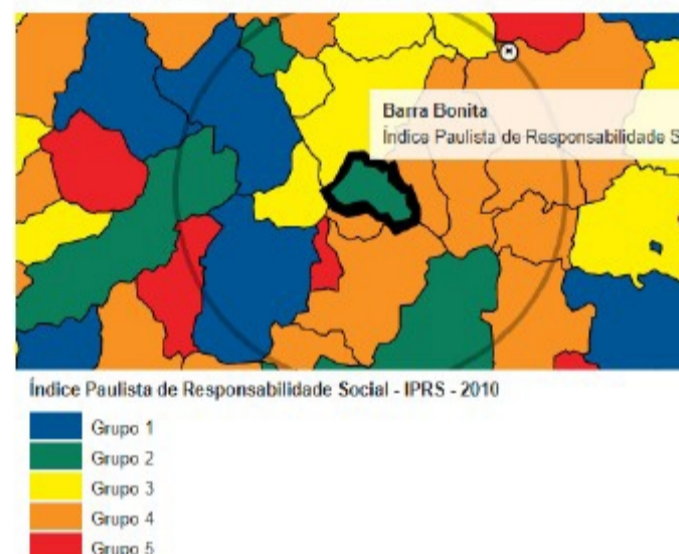 Barra Bonita
Índice Paulista de Responsabilidade S
Índice Paulista de Responsabilidade Social - IPRS - 2010
Grupo 1
Grupo 2
Grupo 3
Grupo 4
Grupo 5